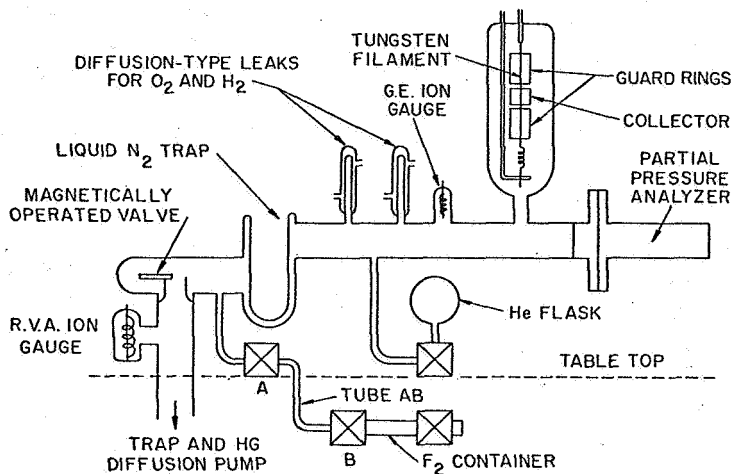 DIFFUSION-TYPE LEAKS
FOR O2 AND H2
TUNGSTEN
FILAMENT
G.E. ION
GAUGE
GUARD RINGS
COLLECTOR
PARTIAL
PRESSURE
ANALYZER
LIQUID N2 TRAP
MAGNETICALLY
OPERATED VALVE
R.V.A. ION
GAUGE
He FLASK
TABLE TOP
A
TUBE AB
B
F2 CONTAINER
TRAP AND HG
DIFFUSION PUMP